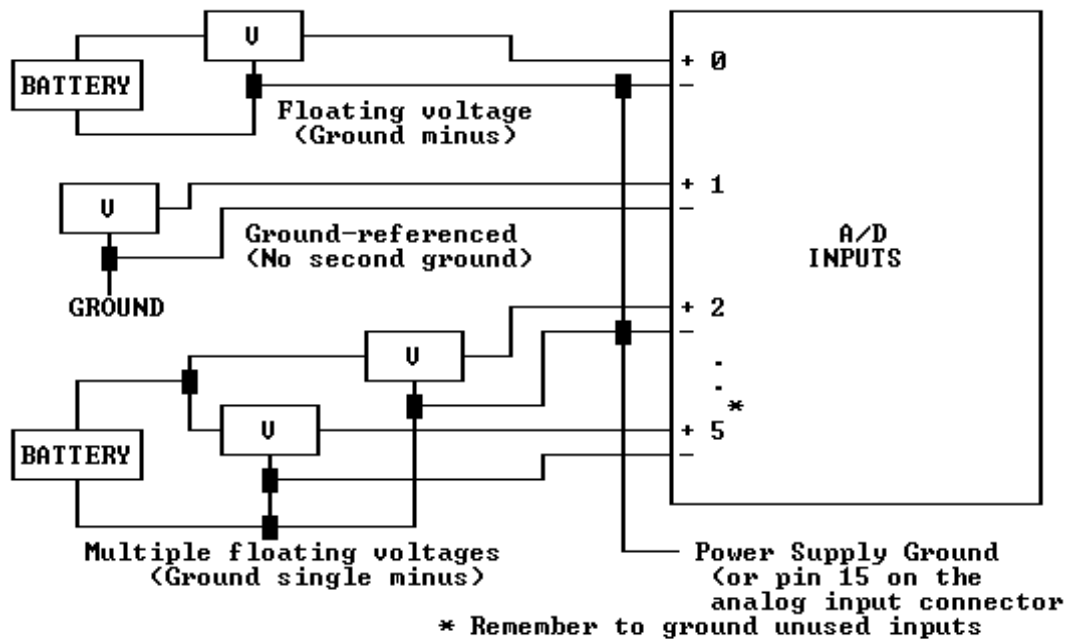 V
+ 0
BATTERY
-
Floating voltage
(Ground minus)
+ 1
V
-
Ground-referenced
(No second ground)
A/D
INPUTS
GROUND
+ 2
-
V
.
.
*
V
+ 5
BATTERY
-
Multiple floating voltages
(Ground single minus)
Power Supply Ground
(or pin 15 on the
analog input connector
* Remember to ground unused inputs